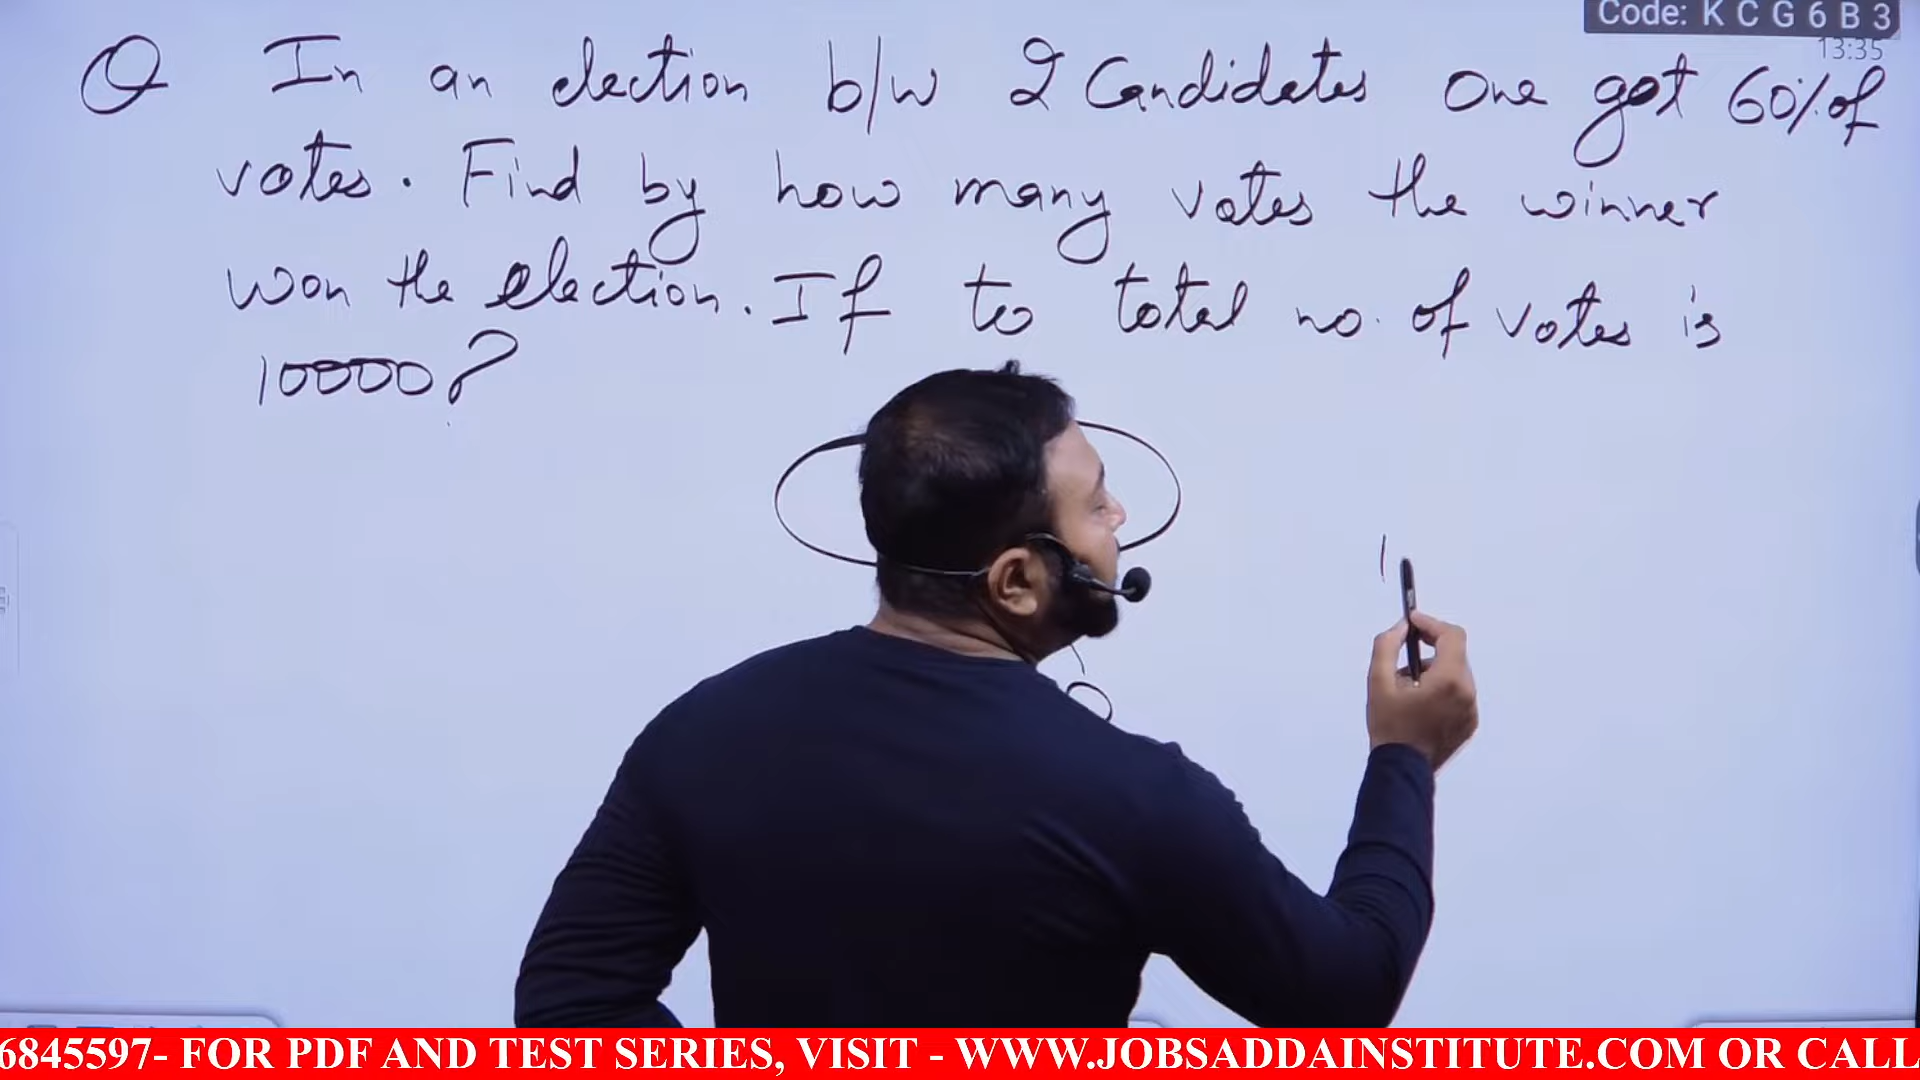 Code: K C G 6 B 3
13:35
Q In an election b/w 2 Candidates One got 60% of
votes. Find by how many votes the winner
won the election. If to total no. of votes is
10000?
6845597- FOR PDF AND TEST SERIES, VISIT - WWW.JOBSADDAINSTITUTE.COM OR CALL